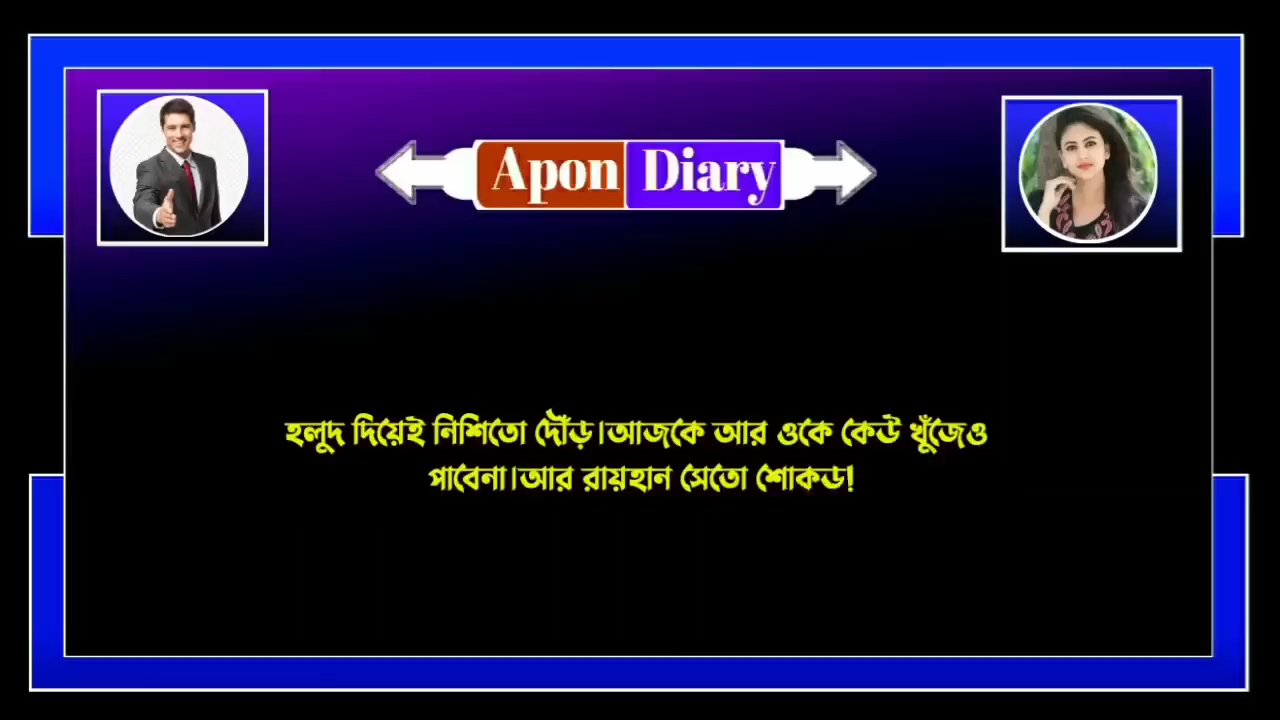 Apon Diary
হলুদ দিয়েই নিশিতো দৌঁড়।আজকে আর ওকে কেউ খুঁজেও
পাবেনা।আর রায়হান সেতো শোকড!